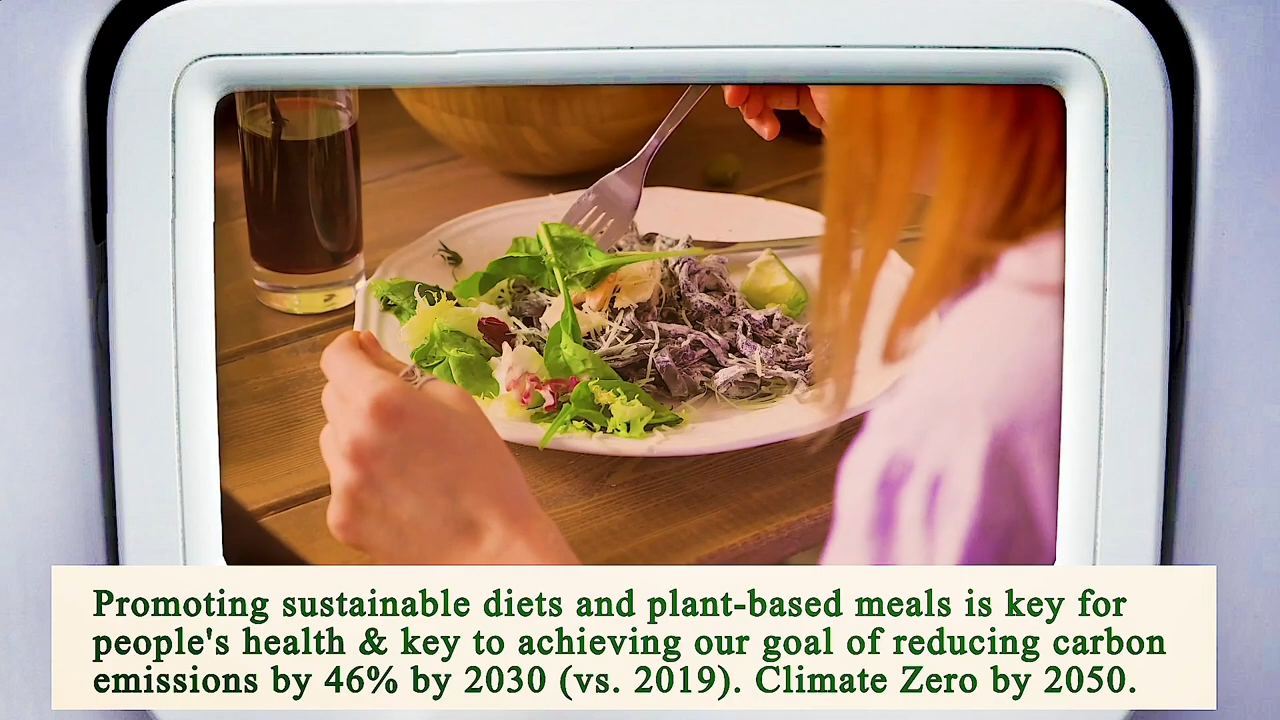 Promoting sustainable diets and plant-based meals is key for
people's health & key to achieving our goal of reducing carbon
emissions by 46% by 2030 (vs. 2019). Climate Zero by 2050.